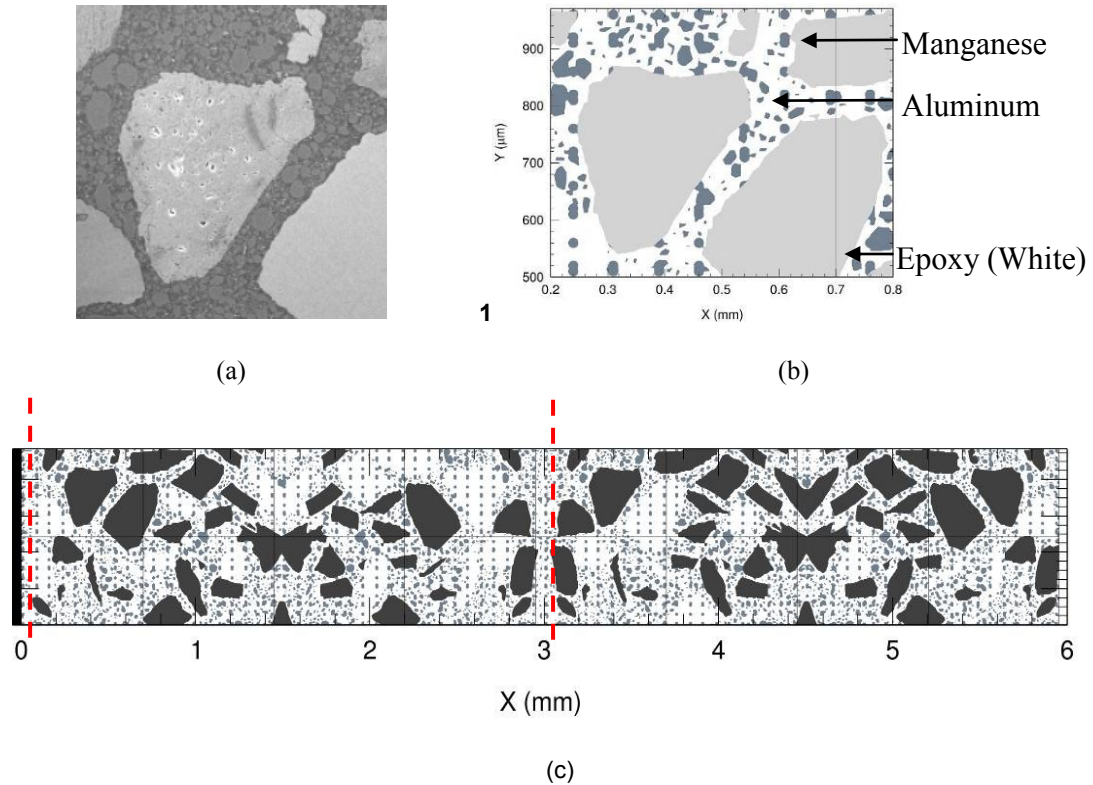 Manganese
Aluminum
Epoxy (White)
900
800
700
600
500
Y (μm)
0.2 0.3 0.4 0.5 0.6 0.7 0.8
X (mm)
1
(a) (b)
0 1 2 3 4 5 6
X (mm)
(c)